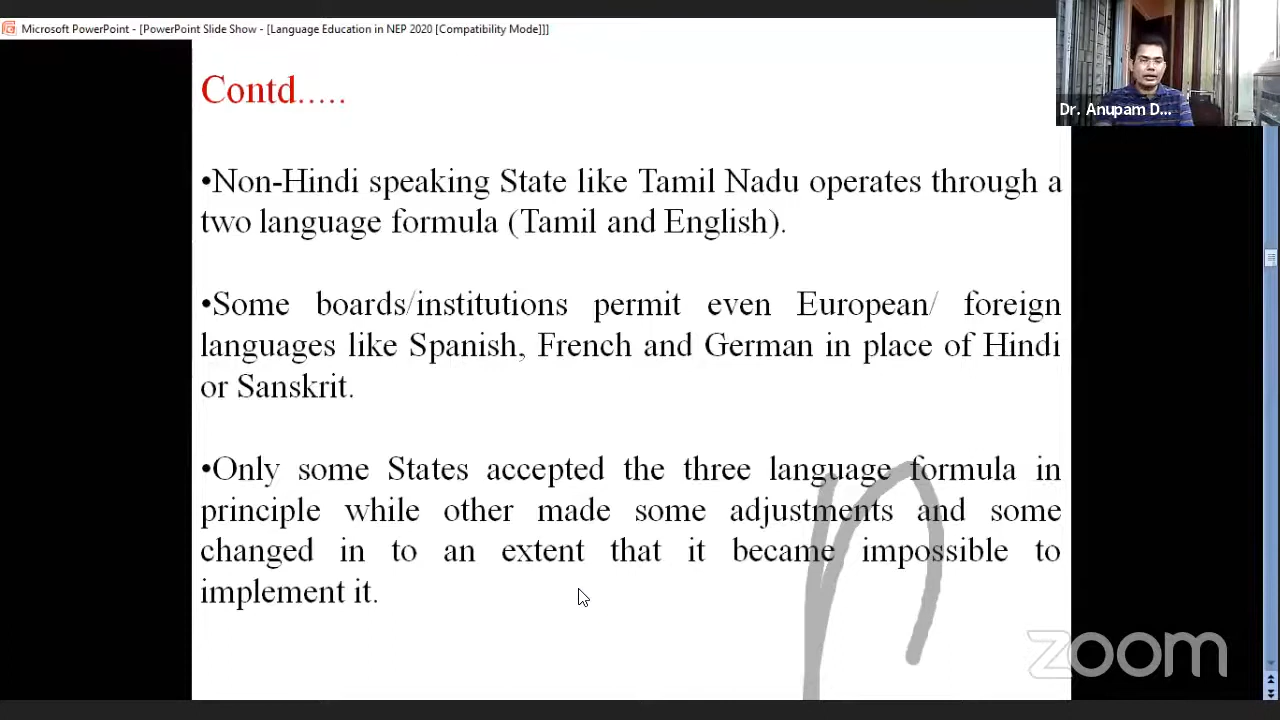 Microsoft PowerPoint - [PowerPoint Slide Show - [Language Education in NEP 2020 [Compatibility Mode]]]
Dr. Anupam D...
Contd.....
•Non-Hindi speaking State like Tamil Nadu operates through a
two language formula (Tamil and English).
•Some boards/institutions permit even European/ foreign
languages like Spanish, French and German in place of Hindi
or Sanskrit.
•Only some States accepted the three language formula in
principle while other made some adjustments and some
changed in to an extent that it became impossible to
implement it.
n
zoom